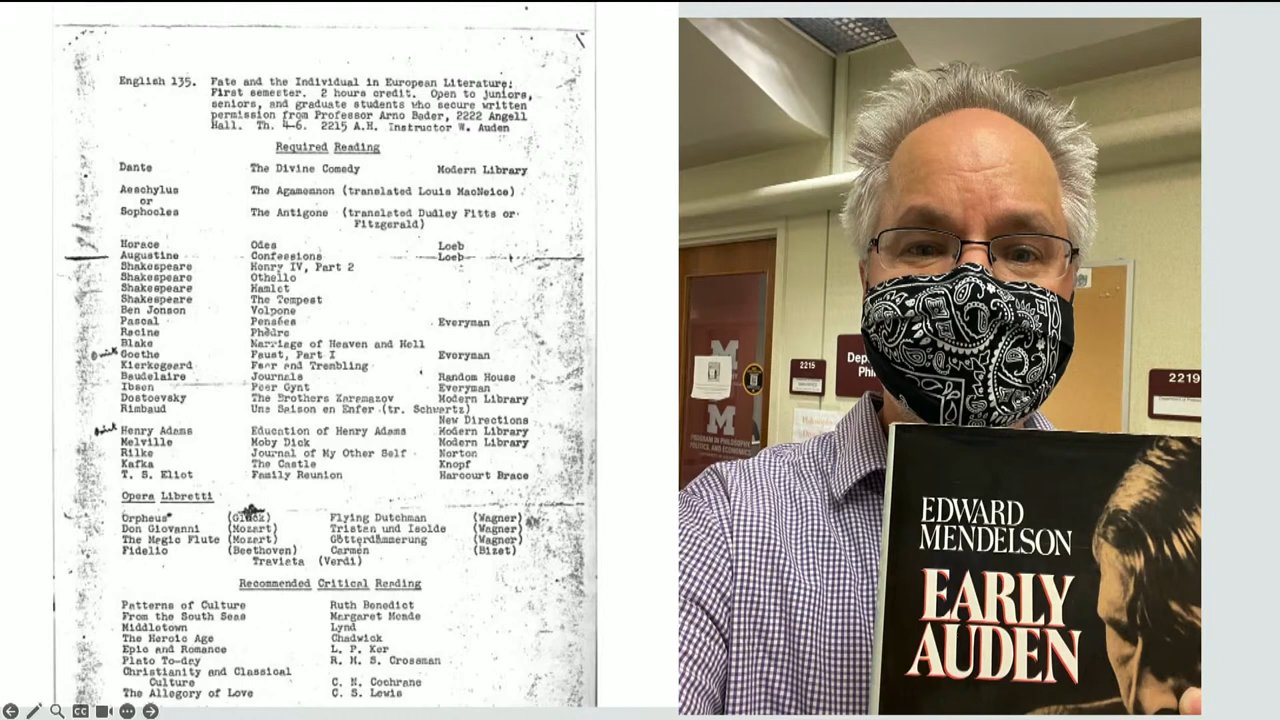 English 135. Fate and the Individual in European Literature:
First semester. 2 hours credit. Open to juniors,
seniors, and graduate students who secure written
permission from Professor Arno Bader, 2222 Angell
Hall. Th. 4-6. 2215 A.H. Instructor W. Auden
Required Reading
Dante The Divine Comedy Modern Library
Aeschylus The Agamemnon (translated Louis MacNeice)
or
Sophocles The Antigone (translated Dudley Fitts or
Fitzgerald)
Horace Odes Loeb
Augustine Confessions Loeb
Shakespeare Henry IV, Part 2
Shakespeare Othello
Shakespeare Hamlet
Shakespeare The Tempest
Ben Jonson Volpone
Pascal Pensées Everyman
Racine Phèdre
Blake Marriage of Heaven and Hell
Goethe Faust, Part I Everyman
Kierkegaard Fear and Trembling
Baudelaire Journals Random House
Ibsen Peer Gynt Everyman
Dostoevsky The Brothers Karamazov Modern Library
Rimbaud Une Saison en Enfer (tr. Schwartz)
New Directions
Henry Adams Education of Henry Adams Modern Library
Melville Moby Dick Modern Library
Rilke Journal of My Other Self Norton
Kafka The Castle Knopf
T. S. Eliot Family Reunion Harcourt Brace
Opera Libretti
Orpheus (Gluck) Flying Dutchman (Wagner)
Don Giovanni (Mozart) Tristan und Isolde (Wagner)
The Magic Flute (Mozart) Götterdämmerung (Wagner)
Fidelio (Beethoven) Carmen (Bizet)
Traviata (Verdi)
Recommended Critical Reading
Patterns of Culture Ruth Benedict
From the South Seas Margaret Meade
Middletown Lynd
The Heroic Age Chadwick
Epic and Romance L. P. Ker
Plato To-day R. H. S. Crossman
Christianity and Classical
Culture C. N. Cochrane
The Allegory of Love C. S. Lewis
CC
M
M
PROGRAM IN PHILOSOPHY,
POLITICS, AND ECONOMICS
2215
Dep
Phi
2219
EDWARD
MENDELSON
EARLY
AUDEN